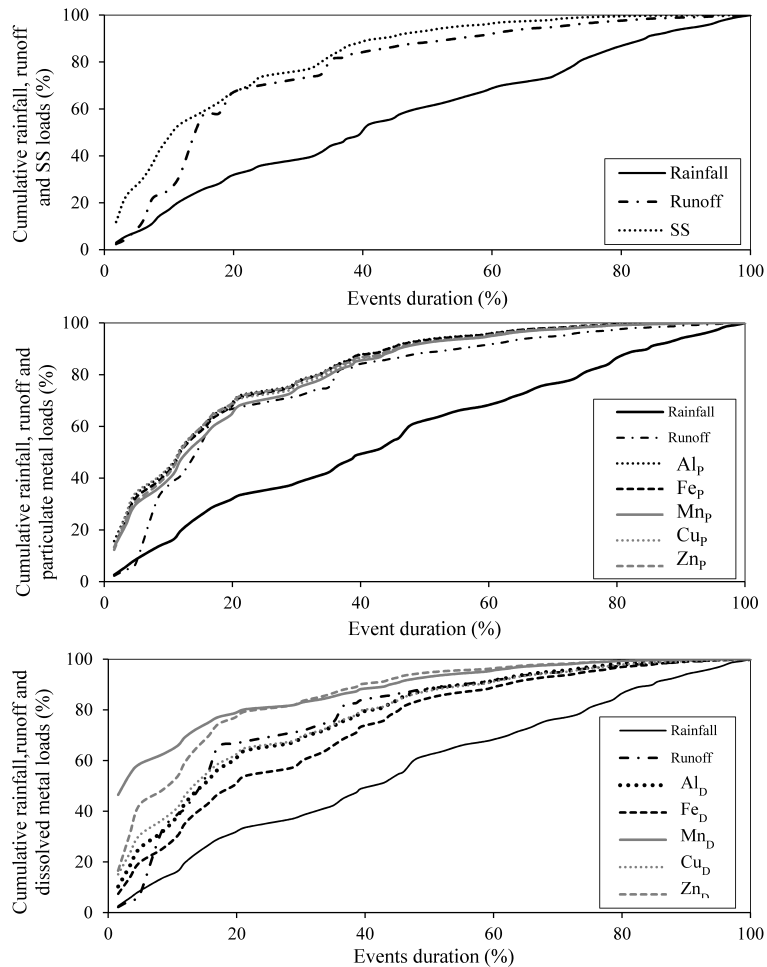 Cumulative rainfall, runoff
and SS loads (%)
100
80
60
40
20
0
Rainfall
Runoff
SS
0 20 40 60 80 100
Events duration (%)
Cumulative rainfall, runoff and
particulate metal loads (%)
100
80
60
40
20
0
Rainfall
Runoff
AlP
FeP
MnP
CuP
ZnP
0 20 40 60 80 100
Event duration (%)
Cumulative rainfall,runoff and
dissolved metal loads (%)
100
80
60
40
20
0
Rainfall
Runoff
AlD
FeD
MnD
CuD
ZnD
0 20 40 60 80 100
Events duration (%)